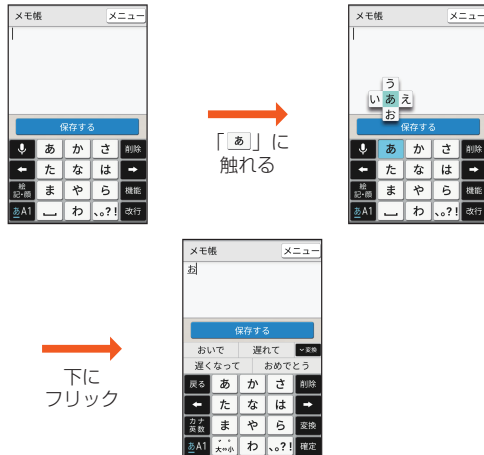 メモ帳 メニュー
保存する
あ か さ 削除
← た な は →
絵記・顔 ま や ら 機能
あA1 わ 、。?! 改行
「あ」に
触れる
メモ帳 メニュー
う
い あ え
お
保存する
あ か さ 削除
← た な は →
絵記・顔 ま や ら 機能
あA1 わ 、。?! 改行
下に
フリック
メモ帳 メニュー
お
保存する
おいで 遅れて 変換
遅くなって おめでとう
戻る あ か さ 削除
← た な は →
カナ英数 ま や ら 変換
あA1 大⇔小 わ 、。?! 確定